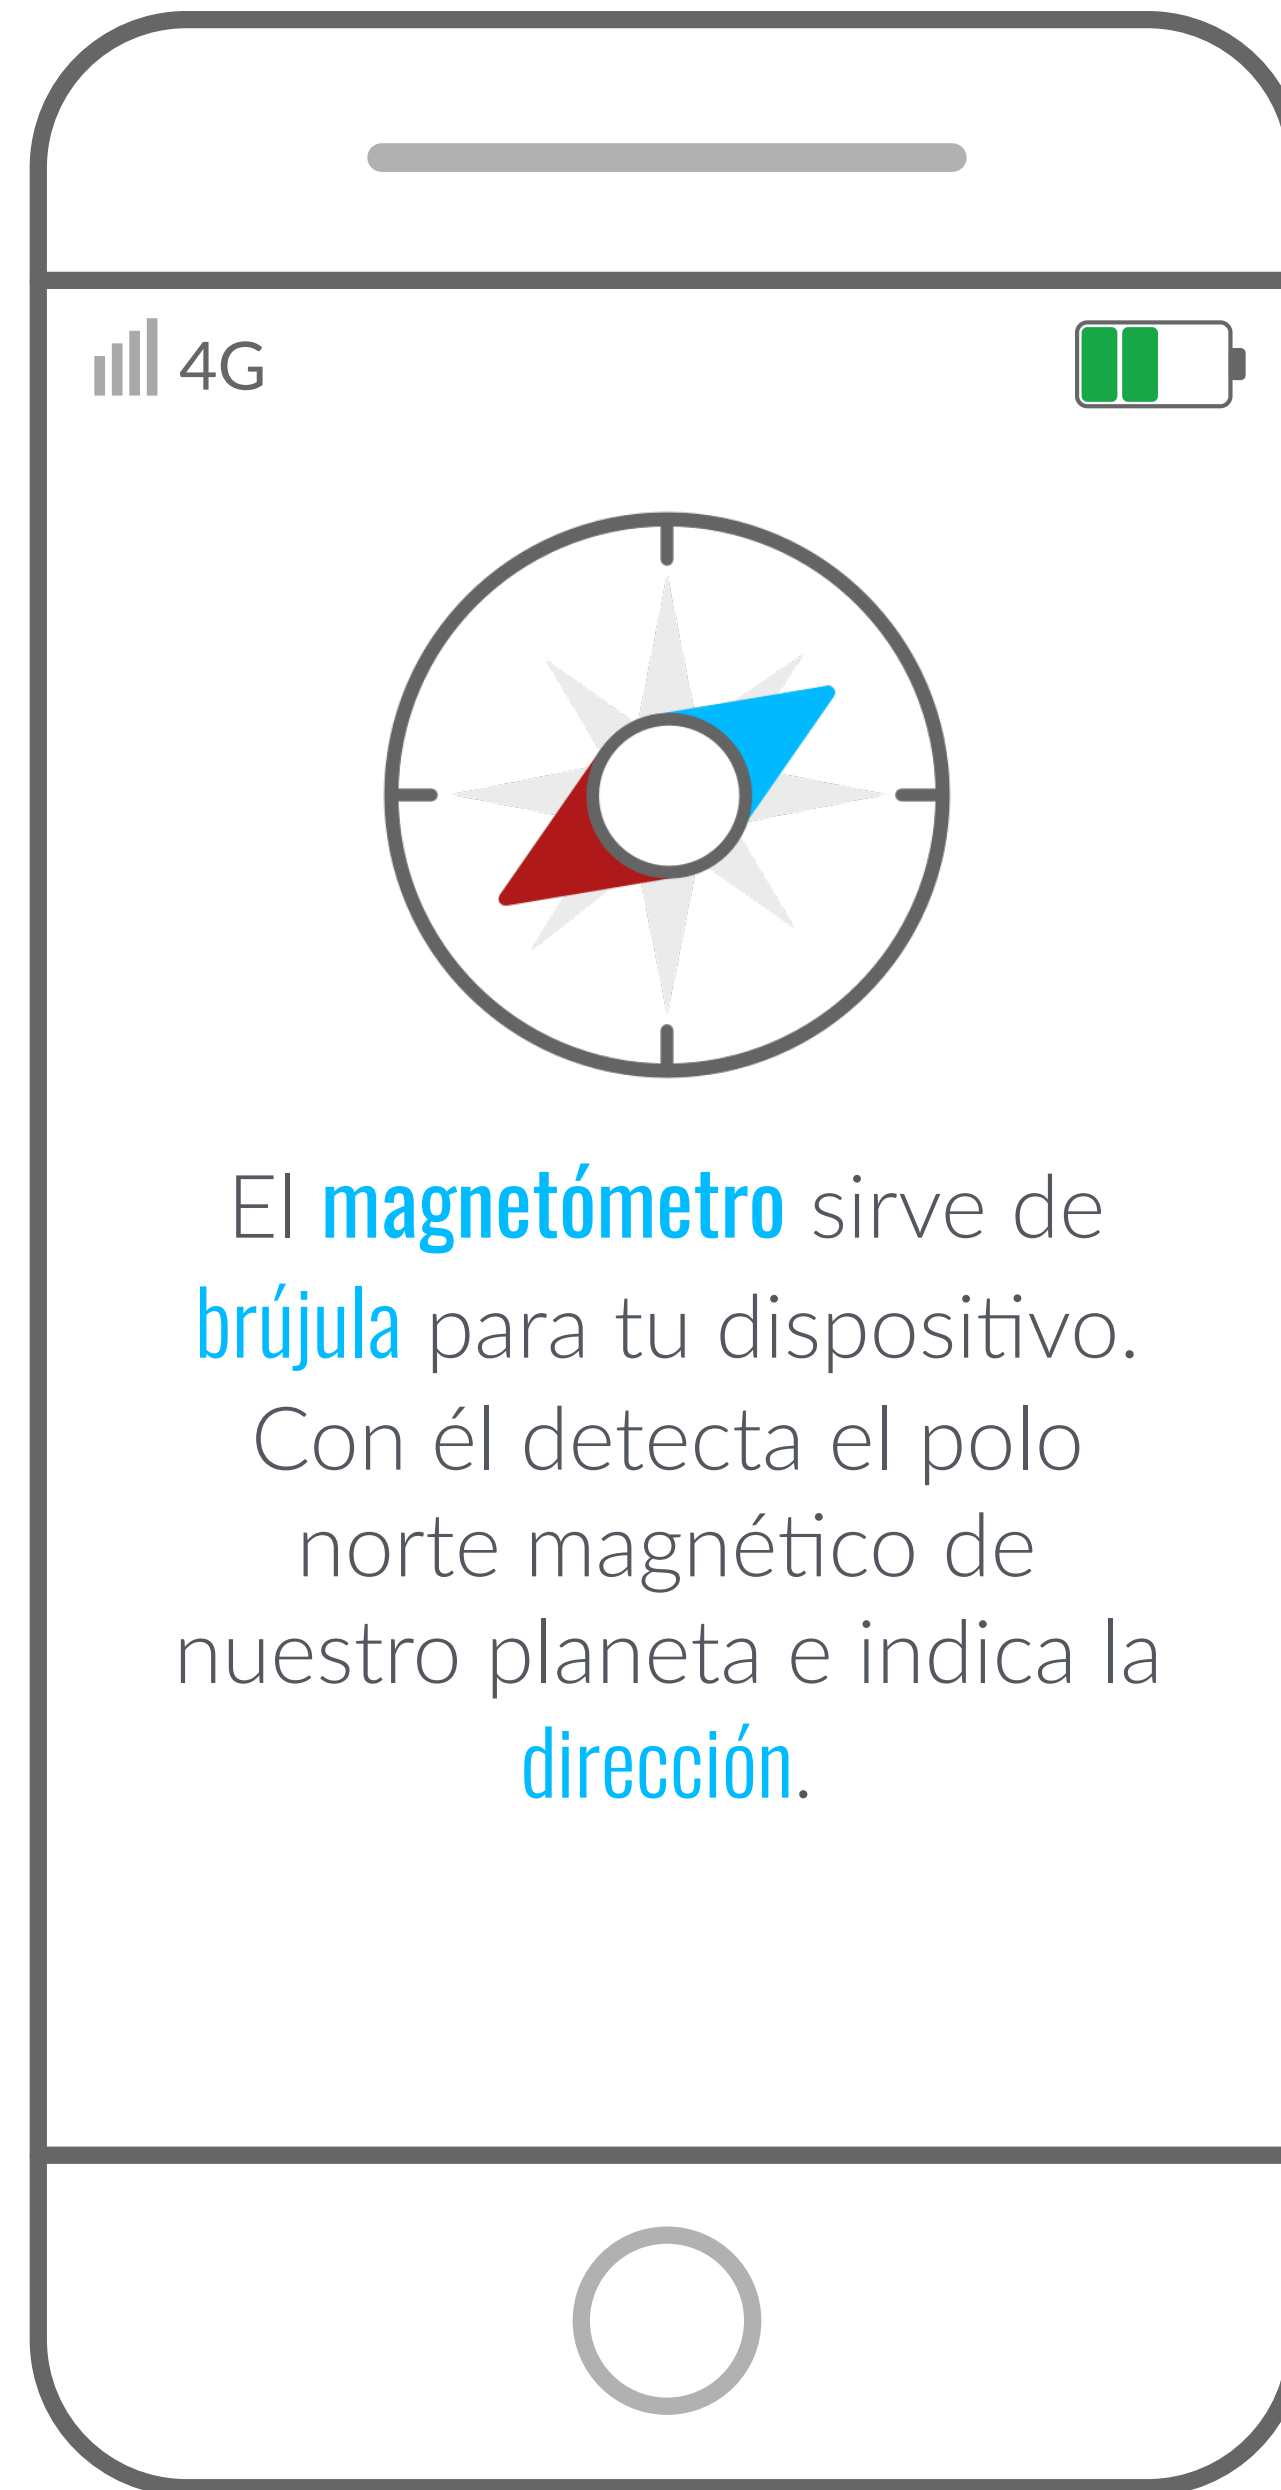 4G
El magnetómetro sirve de
brújula para tu dispositivo.
Con él detecta el polo
norte magnético de
nuestro planeta e indica la
dirección.